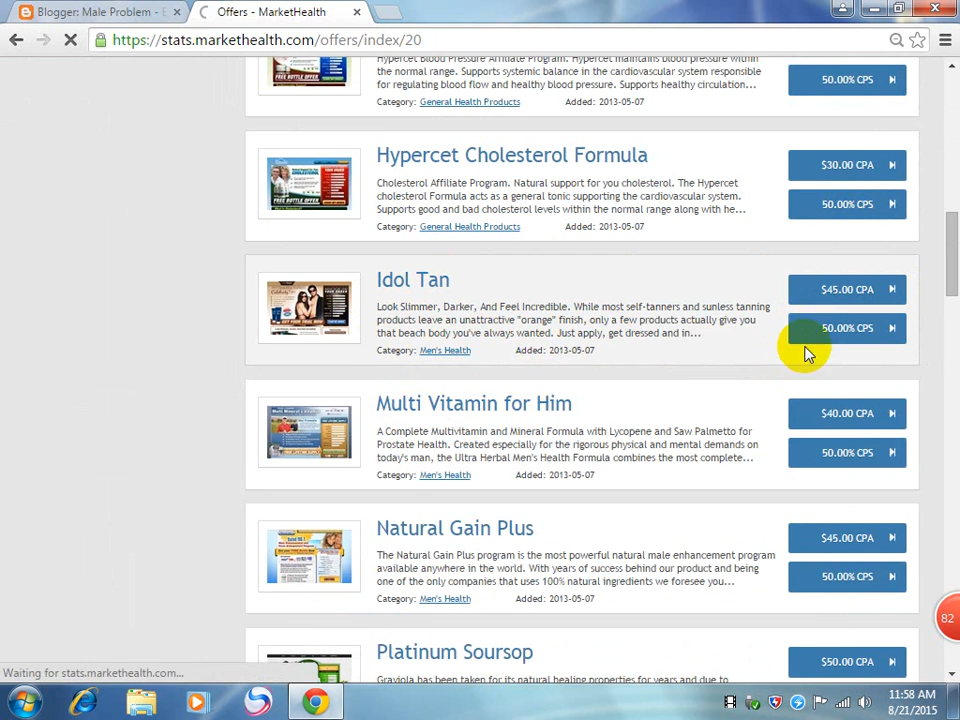 Blogger: Male Problem - E
Offers - MarketHealth
https://stats.markethealth.com/offers/index/20
Hypercet Blood Pressure Affiliate Program. Hypercet maintains blood pressure within
the normal range. Supports systemic balance in the cardiovascular system responsible
for regulating blood flow and healthy blood pressure. Supports healthy circulation...
Category: General Health Products Added: 2013-05-07
50.00% CPS
Hypercet Cholesterol Formula
Cholesterol Affiliate Program. Natural support for you cholesterol. The Hypercet
cholesterol Formula acts as a general tonic supporting the cardiovascular system.
Supports good and bad cholesterol levels within the normal range along with he...
Category: General Health Products Added: 2013-05-07
$30.00 CPA
50.00% CPS
Idol Tan
Look Slimmer, Darker, And Feel Incredible. While most self-tanners and sunless tanning
products leave an unattractive "orange" finish, only a few products actually give you
that beach body you've always wanted. Just apply, get dressed and in...
Category: Men's Health Added: 2013-05-07
$45.00 CPA
50.00% CPS
Multi Vitamin for Him
A Complete Multivitamin and Mineral Formula with Lycopene and Saw Palmetto for
Prostate Health. Created especially for the rigorous physical and mental demands on
today's man, the Ultra Herbal Men's Health Formula combines the most complete...
Category: Men's Health Added: 2013-05-07
$40.00 CPA
50.00% CPS
Natural Gain Plus
The Natural Gain Plus program is the most powerful natural male enhancement program
available anywhere in the world. With years of success behind our product and being
one of the only companies that uses 100% natural ingredients we foresee you...
Category: Men's Health Added: 2013-05-07
$45.00 CPA
50.00% CPS
Platinum Soursop
Graviola has been taken for its natural healing properties for years and due to
$50.00 CPA
82
Waiting for stats.markethealth.com...
11:58 AM
8/21/2015